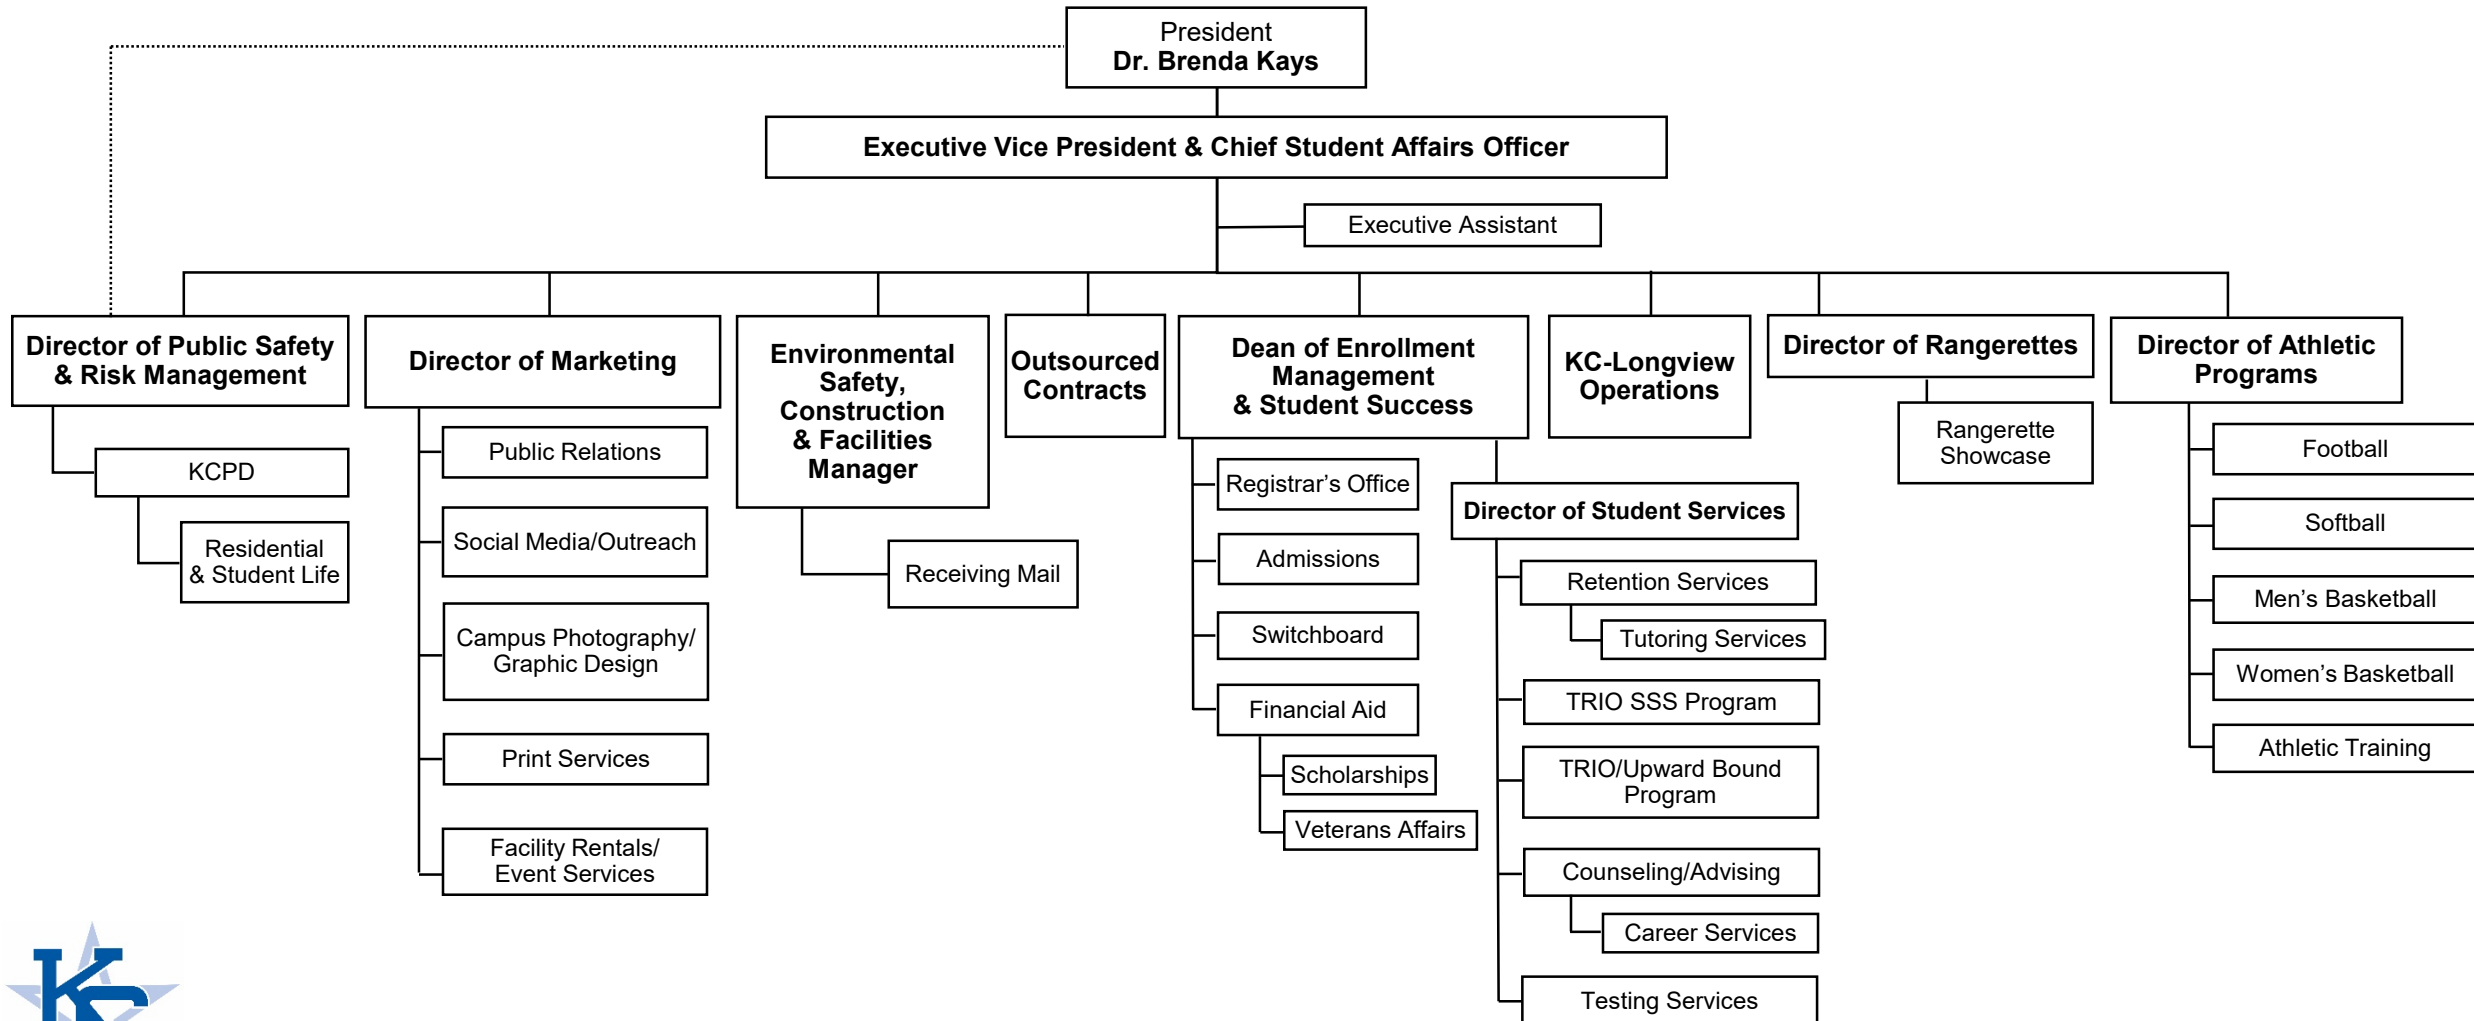 President
Dr. Brenda Kays
Executive Vice President & Chief Student Affairs Officer
Executive Assistant
Director of Public Safety
& Risk Management
KCPD
Residential
& Student Life
Director of Marketing
Public Relations
Social Media/Outreach
Campus Photography/
Graphic Design
Print Services
Facility Rentals/
Event Services
Environmental
Safety,
Construction
& Facilities
Manager
Receiving Mail
Outsourced
Contracts
Dean of Enrollment
Management
& Student Success
Registrar’s Office
Admissions
Switchboard
Financial Aid
Scholarships
Veterans Affairs
Director of Student Services
Retention Services
Tutoring Services
TRIO SSS Program
TRIO/Upward Bound
Program
Counseling/Advising
Career Services
Testing Services
KC-Longview
Operations
Director of Rangerettes
Rangerette
Showcase
Director of Athletic
Programs
Football
Softball
Men’s Basketball
Women’s Basketball
Athletic Training
KC